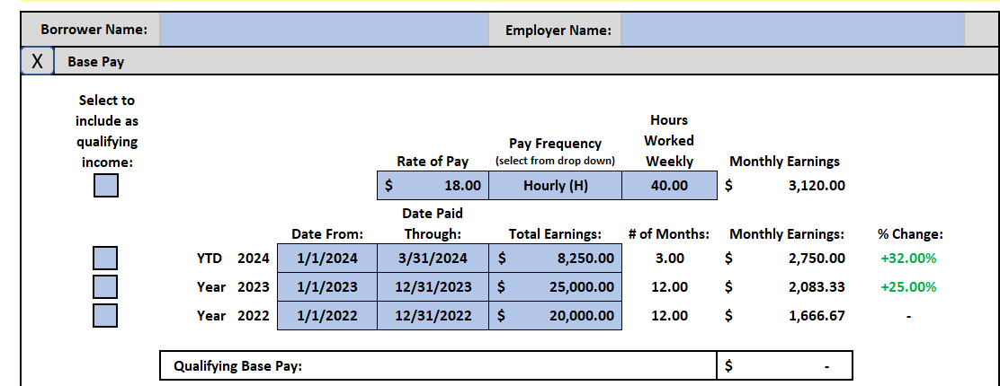 Borrower Name: Employer Name:
X Base Pay
Select to include as qualifying income:
Rate of Pay Pay Frequency (select from drop down) Hours Worked Weekly Monthly Earnings
$ 18.00 Hourly (H) 40.00 $ 3,120.00
Date From: Date Paid Through: Total Earnings: # of Months: Monthly Earnings: % Change:
YTD 2024 1/1/2024 3/31/2024 $ 8,250.00 3.00 $ 2,750.00 +32.00%
Year 2023 1/1/2023 12/31/2023 $ 25,000.00 12.00 $ 2,083.33 +25.00%
Year 2022 1/1/2022 12/31/2022 $ 20,000.00 12.00 $ 1,666.67 -
Qualifying Base Pay: $ -